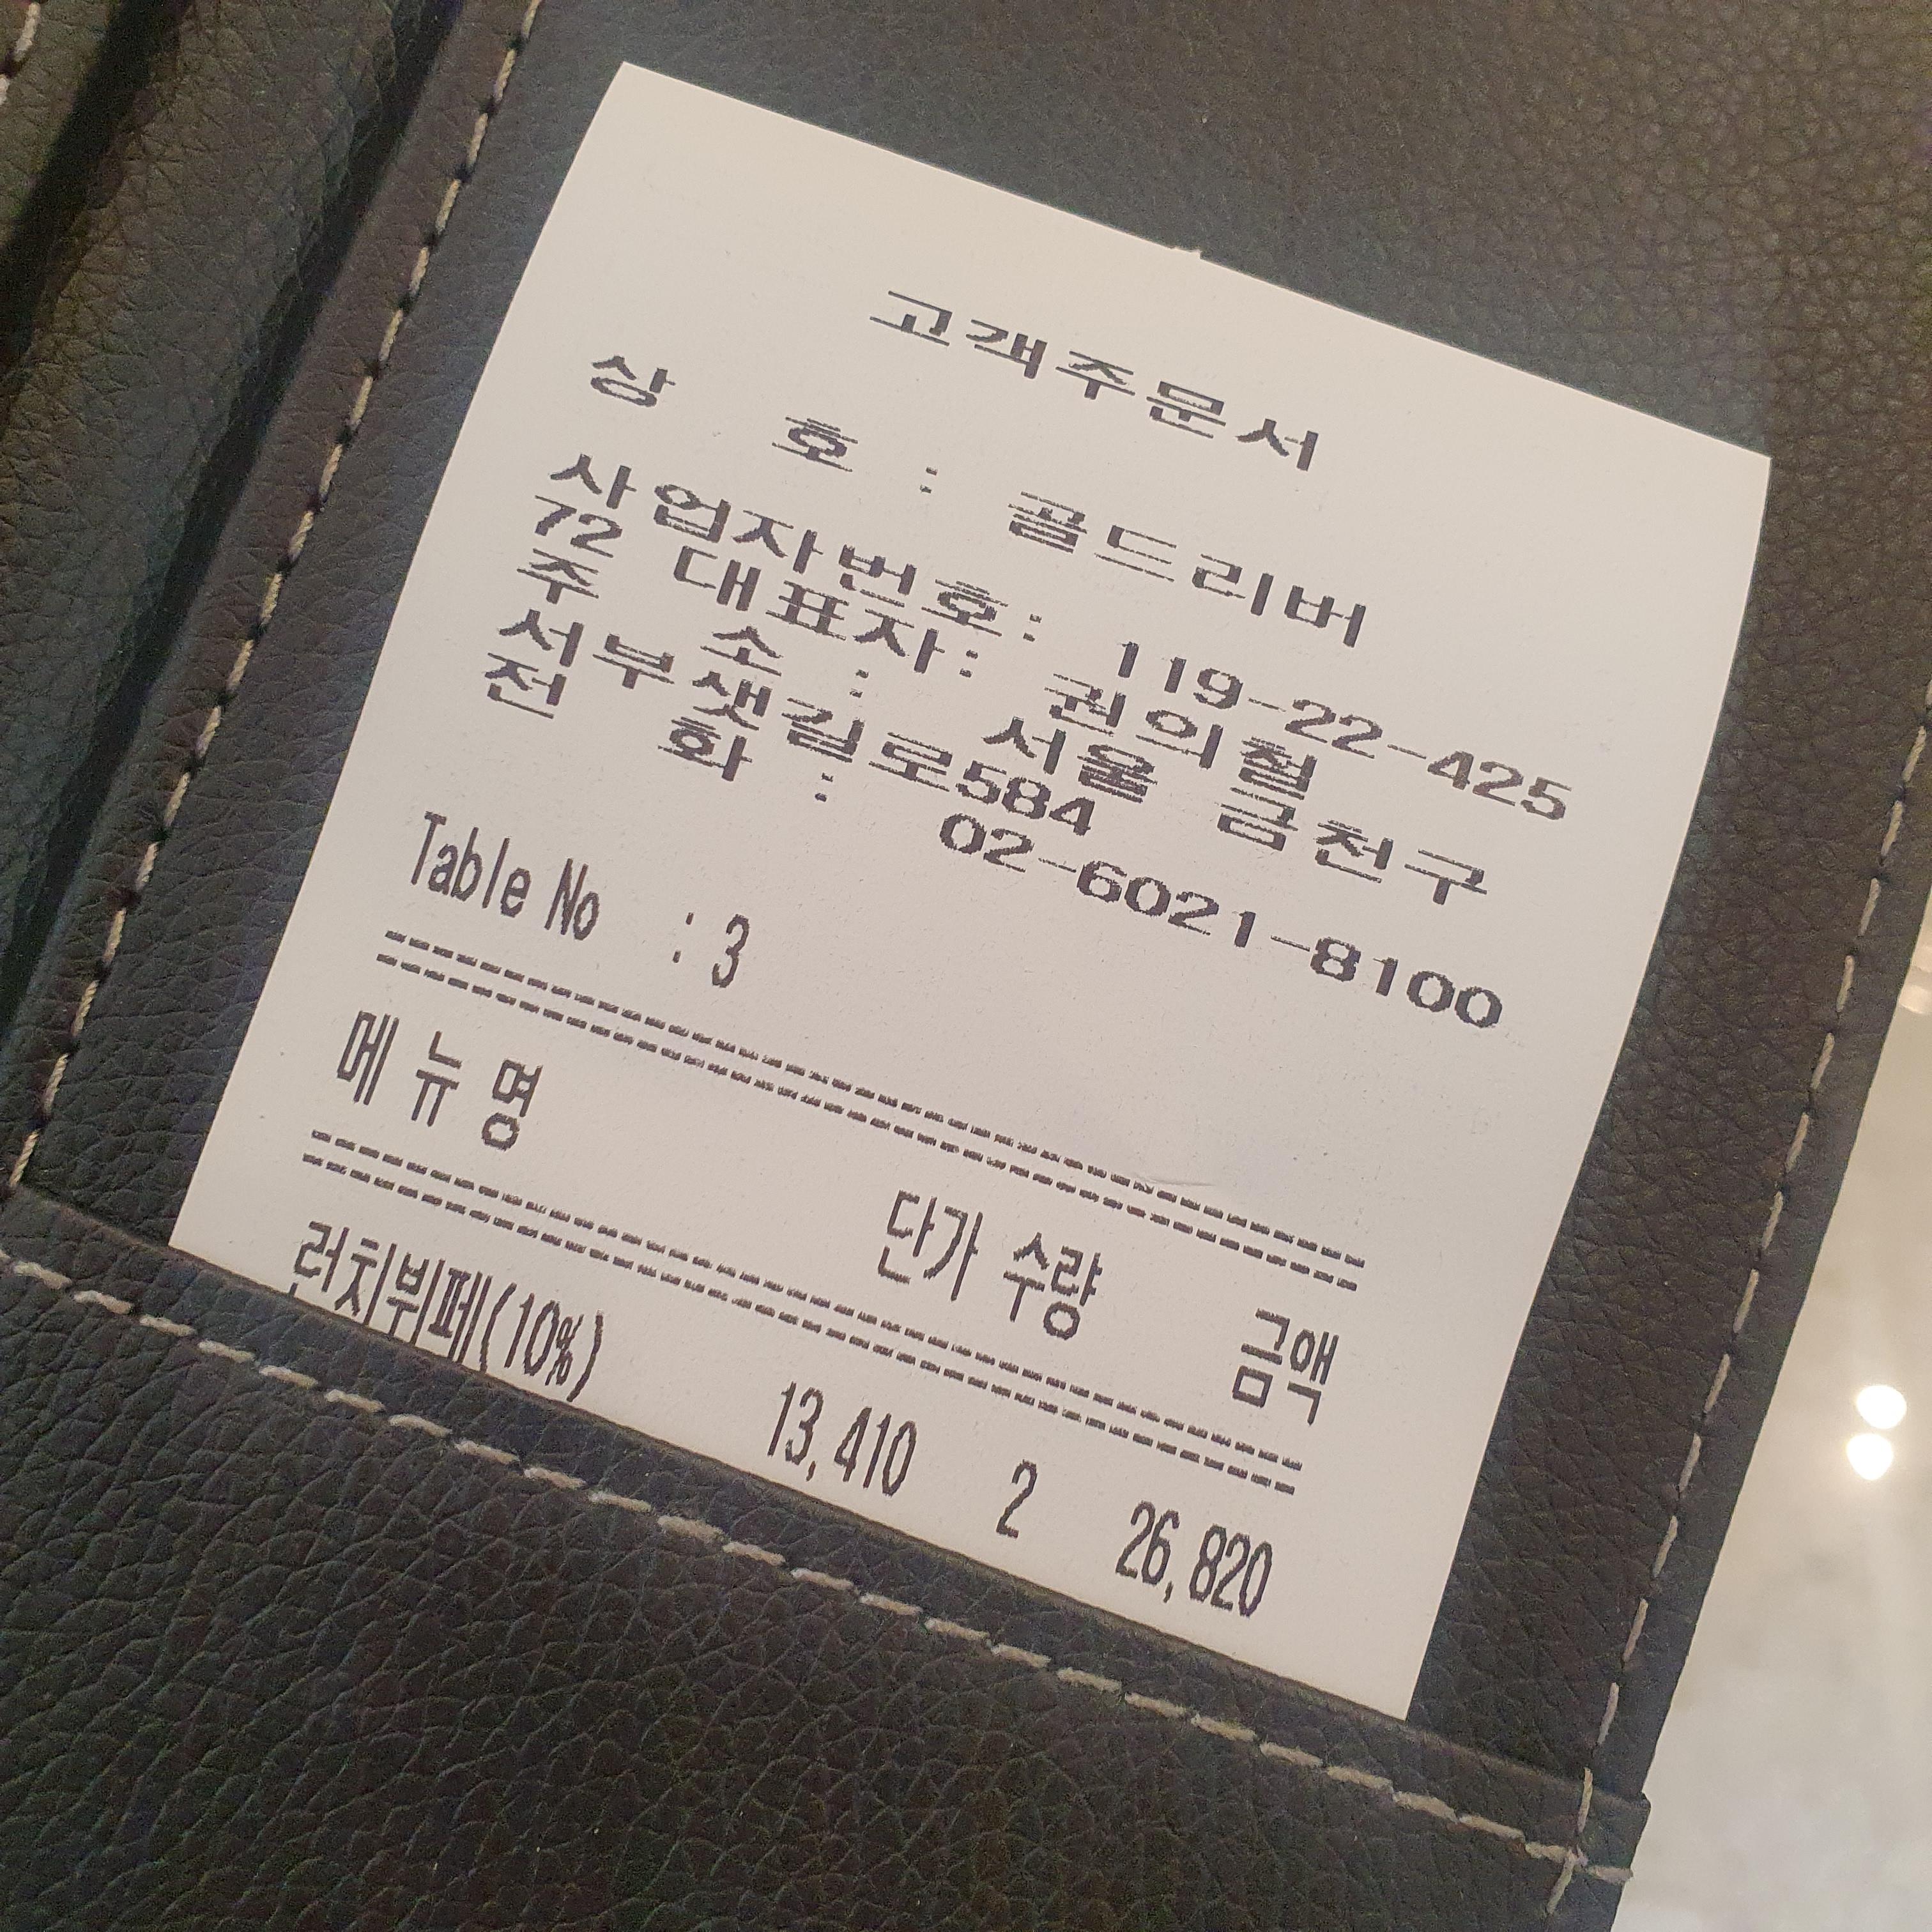 고객주문서
상 호 : 골드리버
사업자번호: 119-22-425
72 대표자: 권의철
주 소 : 서울 금천구
서부샛길로584
전 화 : 02-6021-8100
Table No : 3
메 뉴 명 단가 수량 금액
런치뷔페(10%) 13,410 2 26,820